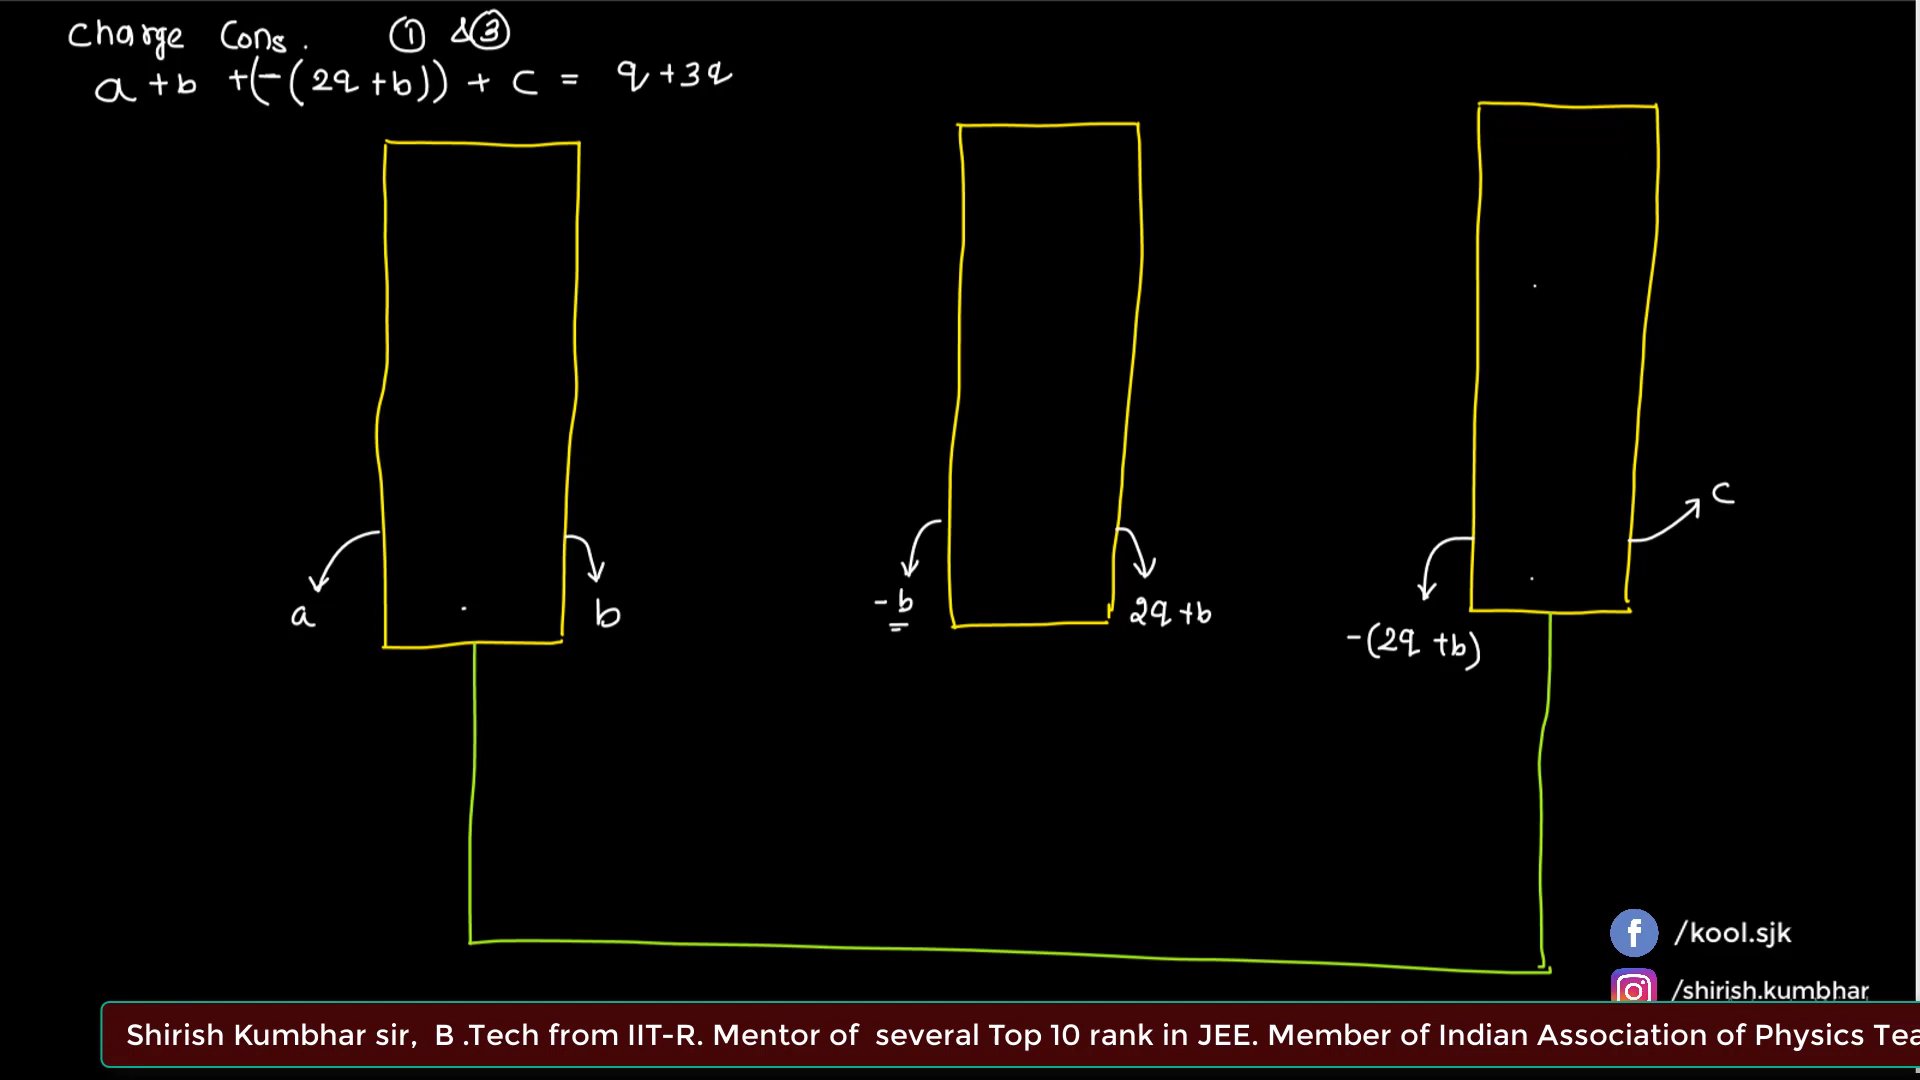 Charge Cons. ① & ③
a + b + (-(2q + b)) + c = q + 3q
c
a
b
- b
2q + b
-(2q + b)
/kool.sjk
/shirish.kumbhar
Shirish Kumbhar sir, B .Tech from IIT-R. Mentor of several Top 10 rank in JEE. Member of Indian Association of Physics Tea